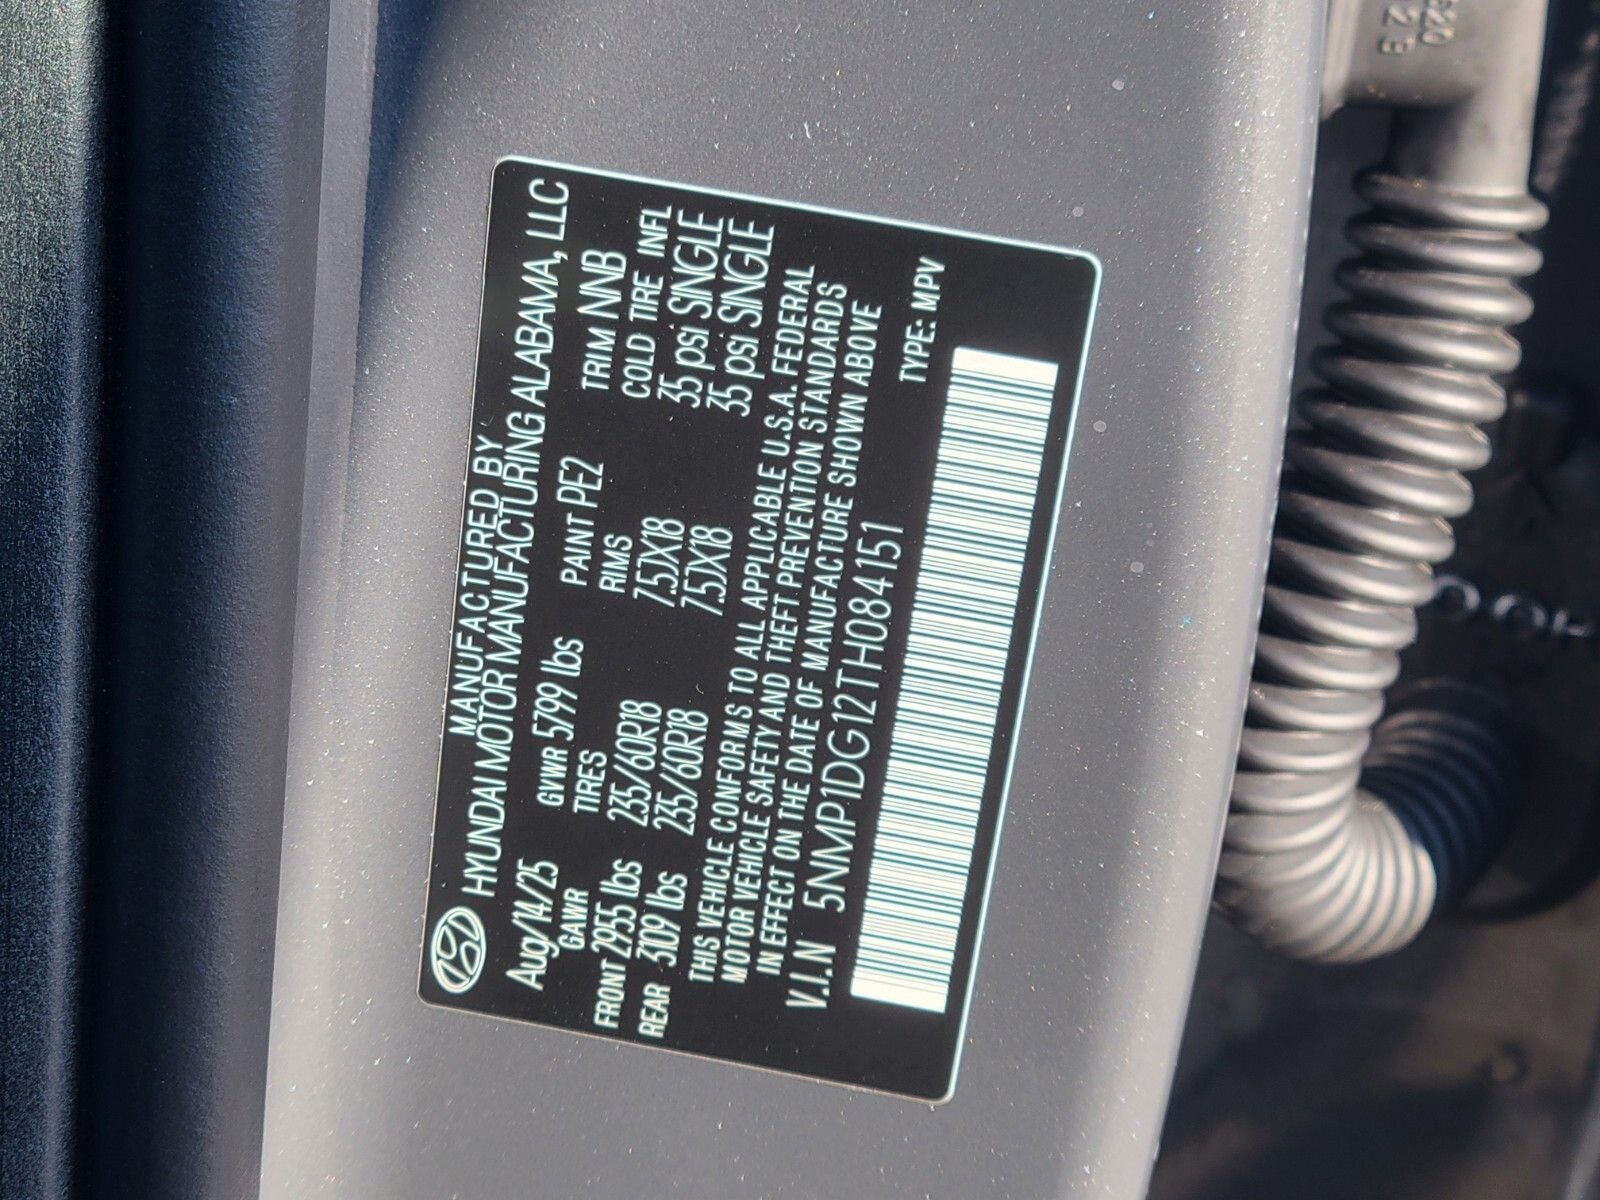 MANUFACTURED BY
HYUNDAI MOTOR MANUFACTURING ALABAMA, LLC
Aug/14/25 GVWR 5799 lbs PAINT PE2 TRIM NNB
GAWR TIRES RIMS COLD TIRE INFL
FRONT 2955 lbs 235/60R18 7.5JX18 35 psi SINGLE
REAR 3109 lbs 235/60R18 7.5JX18 35 psi SINGLE
THIS VEHICLE CONFORMS TO ALL APPLICABLE U.S.A. FEDERAL
MOTOR VEHICLE SAFETY AND THEFT PREVENTION STANDARDS
IN EFFECT ON THE DATE OF MANUFACTURE SHOWN ABOVE
V.I.N 5NMP1DG12TH084151 TYPE: MPV